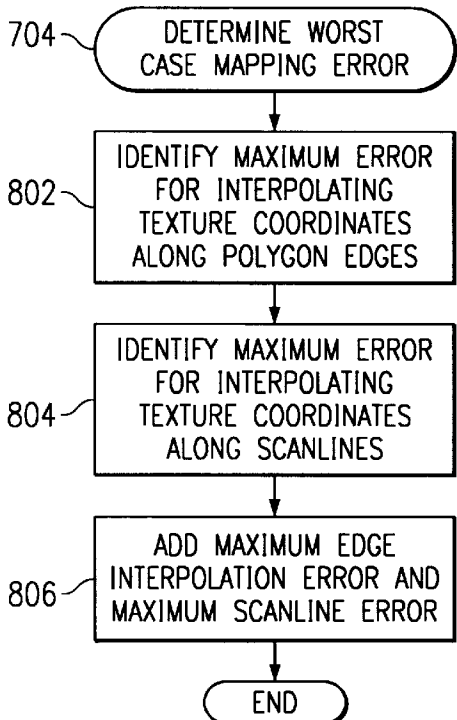 704
DETERMINE WORST
CASE MAPPING ERROR
802
IDENTIFY MAXIMUM ERROR
FOR INTERPOLATING
TEXTURE COORDINATES
ALONG POLYGON EDGES
804
IDENTIFY MAXIMUM ERROR
FOR INTERPOLATING
TEXTURE COORDINATES
ALONG SCANLINES
806
ADD MAXIMUM EDGE
INTERPOLATION ERROR AND
MAXIMUM SCANLINE ERROR
END